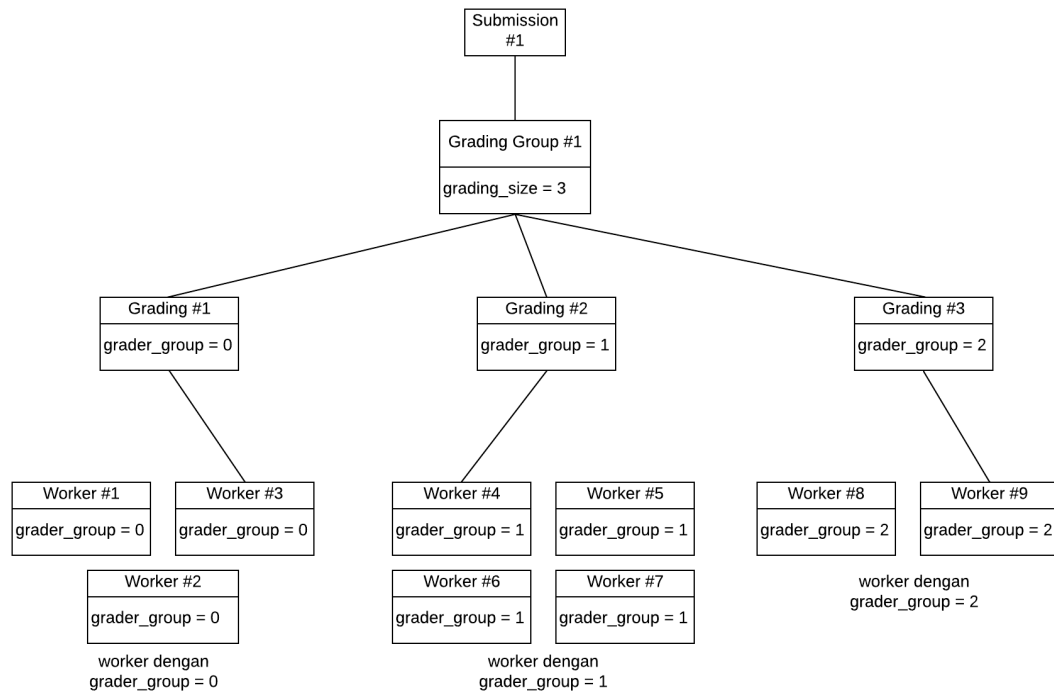 Submission
#1
Grading Group #1
grading_size = 3
Grading #1
grader_group = 0
Grading #2
grader_group = 1
Grading #3
grader_group = 2
Worker #1
grader_group = 0
Worker #3
grader_group = 0
Worker #2
grader_group = 0
worker dengan
grader_group = 0
Worker #4
grader_group = 1
Worker #5
grader_group = 1
Worker #6
grader_group = 1
Worker #7
grader_group = 1
worker dengan
grader_group = 1
Worker #8
grader_group = 2
Worker #9
grader_group = 2
worker dengan
grader_group = 2